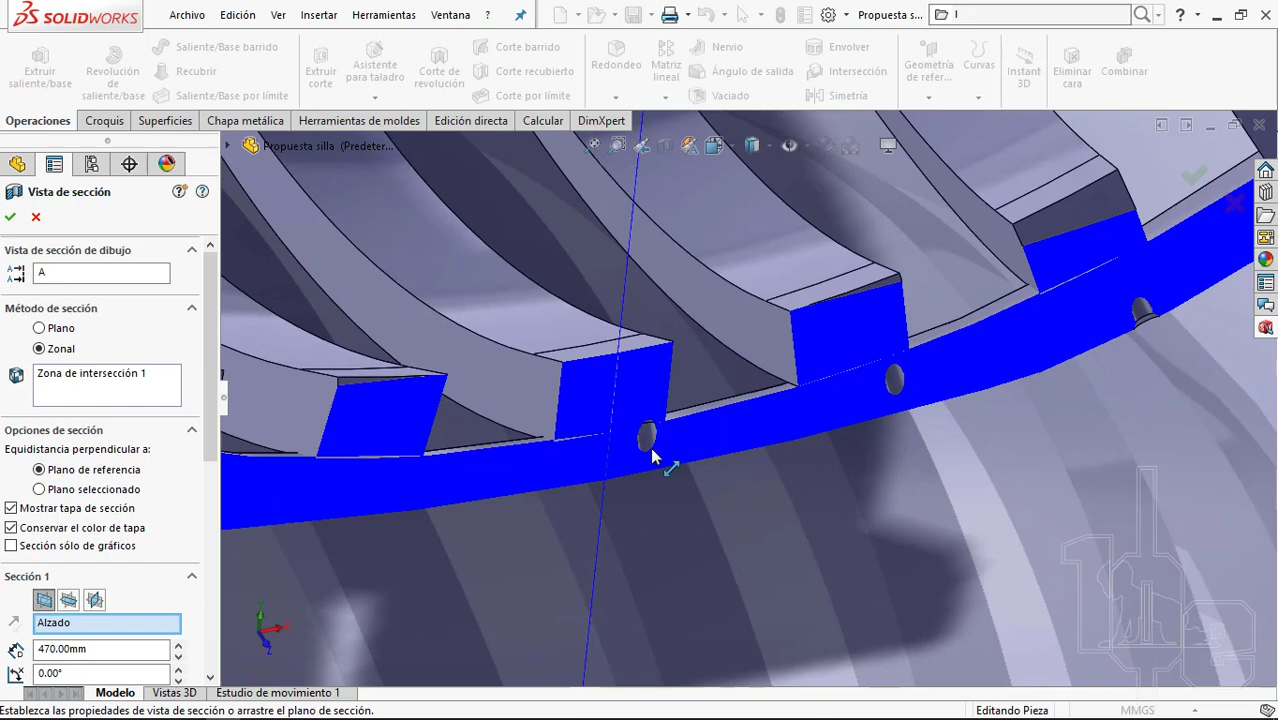 SOLIDWORKS
Archivo Edición Ver Insertar Herramientas Ventana ?
Propuesta s... I
Extruir saliente/base
Revolución de saliente/base
Saliente/Base barrido
Recubrir
Saliente/Base por límite
Extruir corte
Asistente para taladro
Corte de revolución
Corte barrido
Corte recubierto
Corte por límite
Redondeo
Matriz lineal
Nervio
Ángulo de salida
Vaciado
Envolver
Intersección
Simetría
Geometría de refer...
Curvas
Instant 3D
Eliminar cara
Combinar
Operaciones Croquis Superficies Chapa metálica Herramientas de moldes Edición directa Calcular DimXpert
Propuesta silla (Predeter...
Vista de sección
Vista de sección de dibujo
A
Método de sección
Plano
Zonal
Zona de intersección 1
Opciones de sección
Equidistancia perpendicular a:
Plano de referencia
Plano seleccionado
Mostrar tapa de sección
Conservar el color de tapa
Sección sólo de gráficos
Sección 1
Alzado
470.00mm
0.00°
Modelo Vistas 3D Estudio de movimiento 1
Establezca las propiedades de vista de sección o arrastre el plano de sección. Editando Pieza MMGS